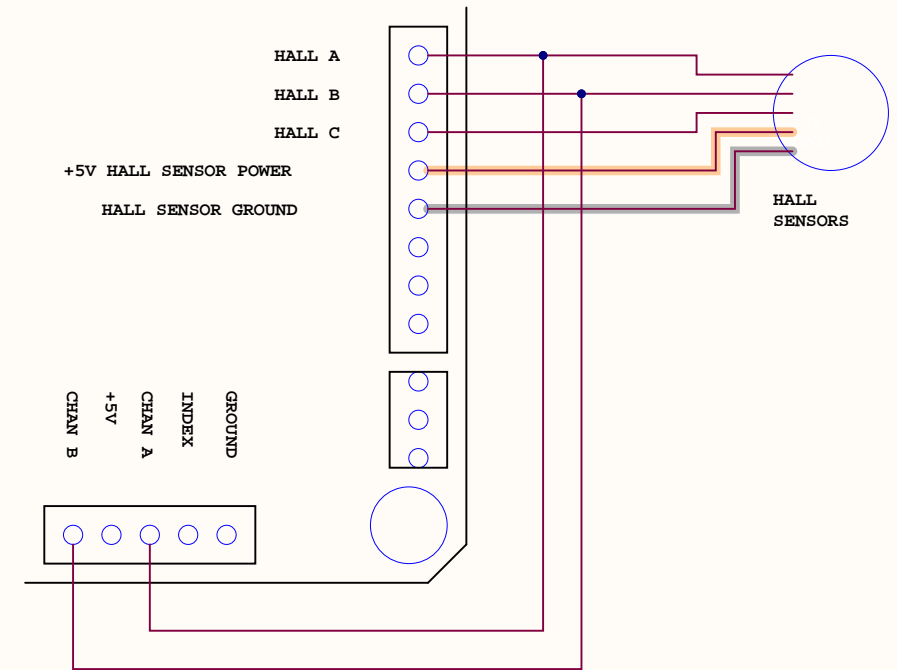 HALL A
HALL B
HALL C
+5V HALL SENSOR POWER
HALL SENSOR GROUND
HALL
SENSORS
CHAN B
+5V
CHAN A
INDEX
GROUND